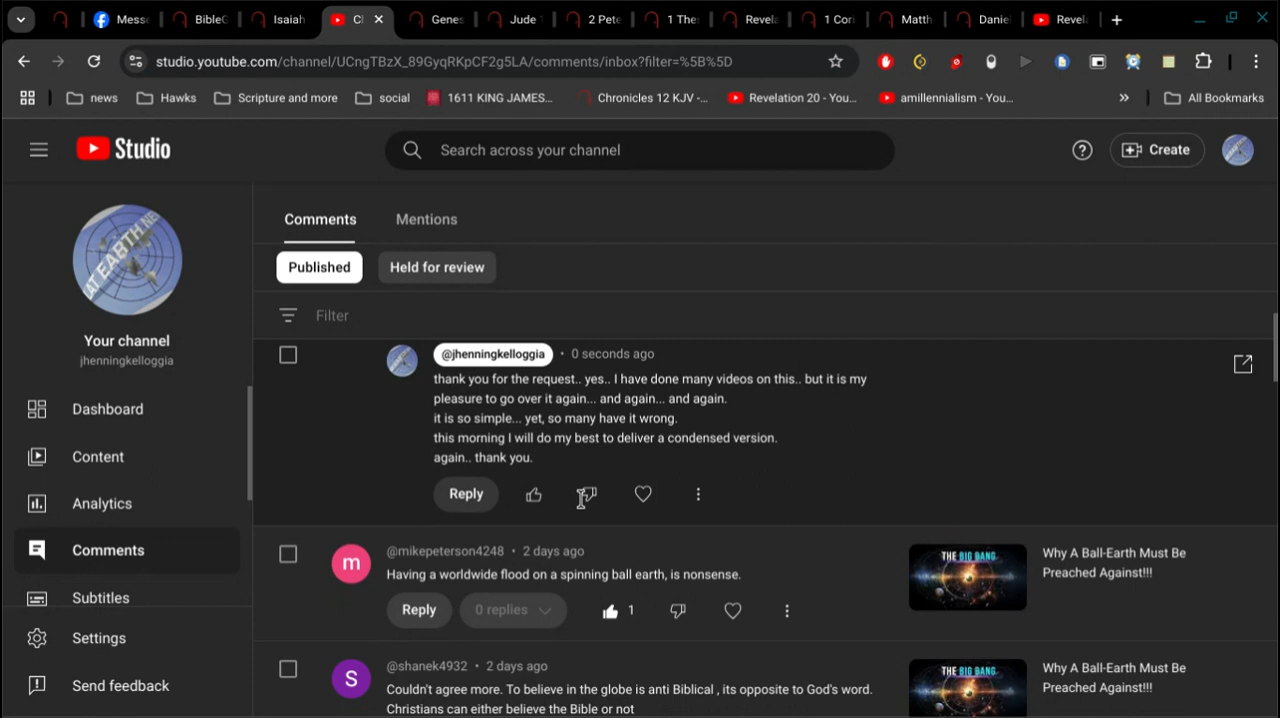 Messe
BibleG
Isaiah
C
Genes
Jude
2 Pete
1 The
Revela
1 Cori
Matth
Danie
Revel
studio.youtube.com/channel/UCngTBzX_89GyqRKpCF2g5LA/comments/inbox?filter=%5B%5D
news
Hawks
Scripture and more
social
1611 KING JAMES...
Chronicles 12 KJV -...
Revelation 20 - You...
amillennialism - You...
All Bookmarks
Studio
Search across your channel
Create
Your channel
jhenningkelloggia
Dashboard
Content
Analytics
Comments
Subtitles
Settings
Send feedback
Comments
Mentions
Published
Held for review
Filter
@jhenningkelloggia • 0 seconds ago
thank you for the request.. yes.. I have done many videos on this.. but it is my
pleasure to go over it again... and again... and again.
it is so simple... yet, so many have it wrong.
this morning I will do my best to deliver a condensed version.
again.. thank you.
Reply
m
@mikepeterson4248 • 2 days ago
Having a worldwide flood on a spinning ball earth, is nonsense.
Reply
0 replies
1
THE BIG BANG
Why A Ball-Earth Must Be
Preached Against!!!
S
@shanek4932 • 2 days ago
Couldn't agree more. To believe in the globe is anti Biblical , its opposite to God's word.
Christians can either believe the Bible or not
THE BIG BANG
Why A Ball-Earth Must Be
Preached Against!!!